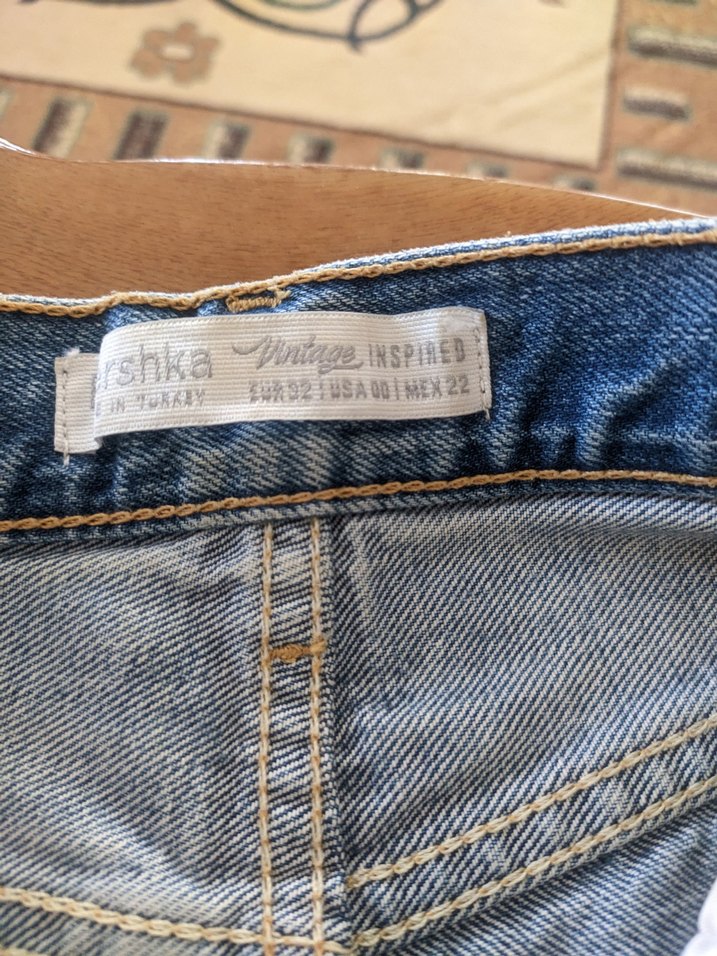 rshka Vintage INSPIRED
IN TURKEY EUR 32 | USA 00 | MEX 22